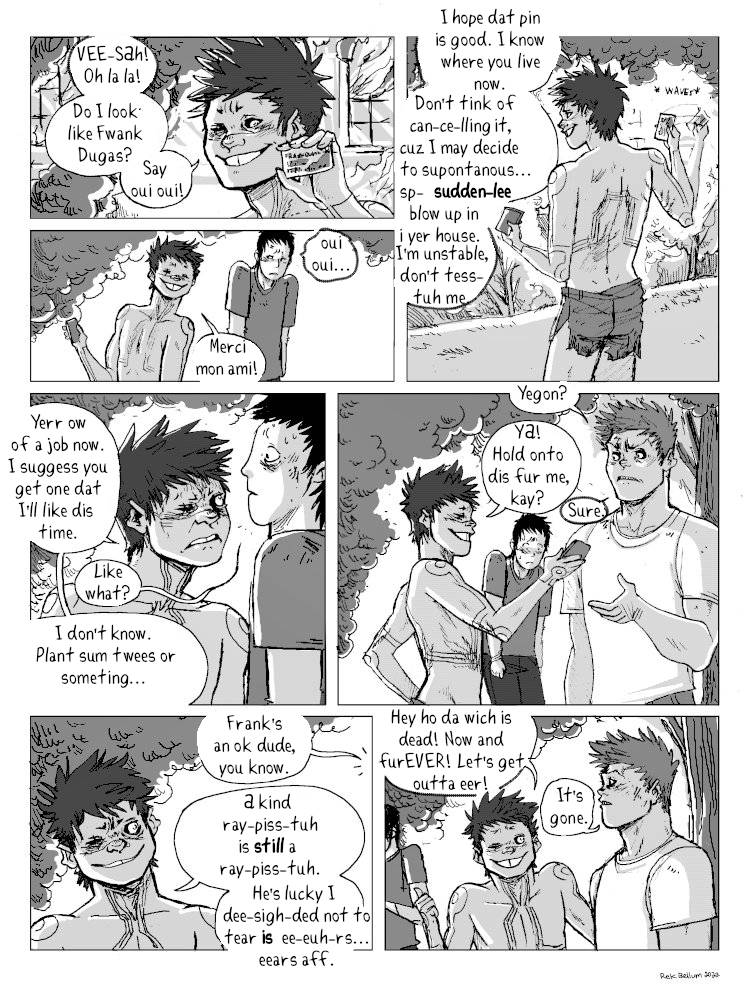 VEE-sah!
Oh la la!
Do I look
like Fwank
Dugas?
Say
oui oui!
I hope dat pin
is good. I know
where you live
now.
Don't tink of
can-ce-lling it,
cuz I may decide
to supontanous...
sp- sudden-lee
blow up in
yer house.
I'm unstable,
don't tess-
tuh me.
* WAVES *
oui
oui...
Merci
mon ami!
Yerr ow
of a job now.
I suggess you
get one dat
I'll like dis
time.
Like
what?
I don't know.
Plant sum twees or
someting...
Yegon?
Ya!
Hold onto
dis fur me,
kay?
Sure.
Frank's
an ok dude,
you know.
a kind
ray-piss-tuh
is still a
ray-piss-tuh.
He's lucky I
dee-sigh-ded not to
tear is ee-euh-rs...
eears aff.
Hey ho da wich is
dead! Now and
furEVER! Let's get
outta eer!
It's
gone.
Rek Bellum 2022